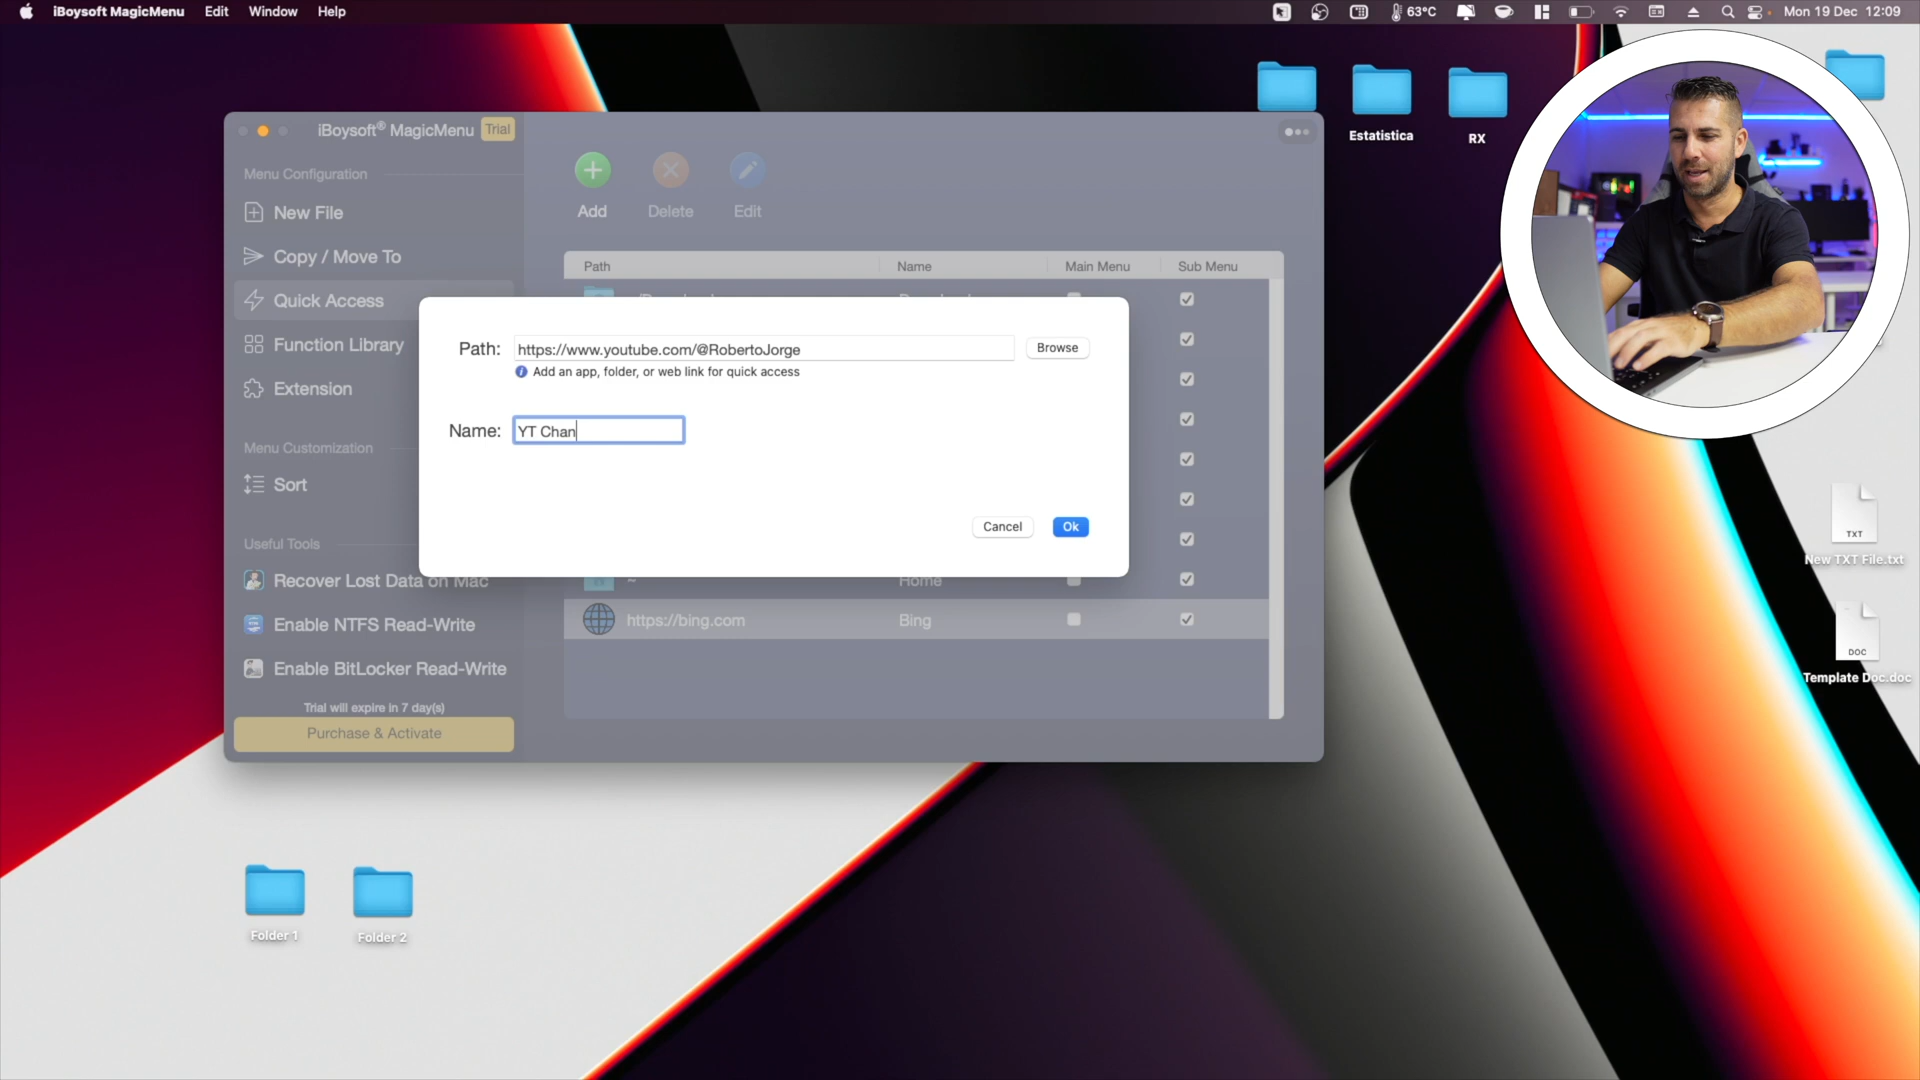 iBoysoft MagicMenu Edit Window Help
63°C Mon 19 Dec 12:09
Estatistica
RX
iBoysoft® MagicMenu Trial
Menu Configuration
New File
Copy / Move To
Quick Access
Function Library
Extension
Menu Customization
Sort
Useful Tools
Recover Lost Data on Mac
Enable NTFS Read-Write
Enable BitLocker Read-Write
Trial will expire in 7 day(s)
Purchase & Activate
Add Delete Edit
Path Name Main Menu Sub Menu
Path: https://www.youtube.com/@RobertoJorge Browse
Add an app, folder, or web link for quick access
Name: YT Chan
Cancel Ok
~ Home
https://bing.com Bing
TXT
New TXT File.txt
DOC
Template Doc.doc
Folder 1
Folder 2